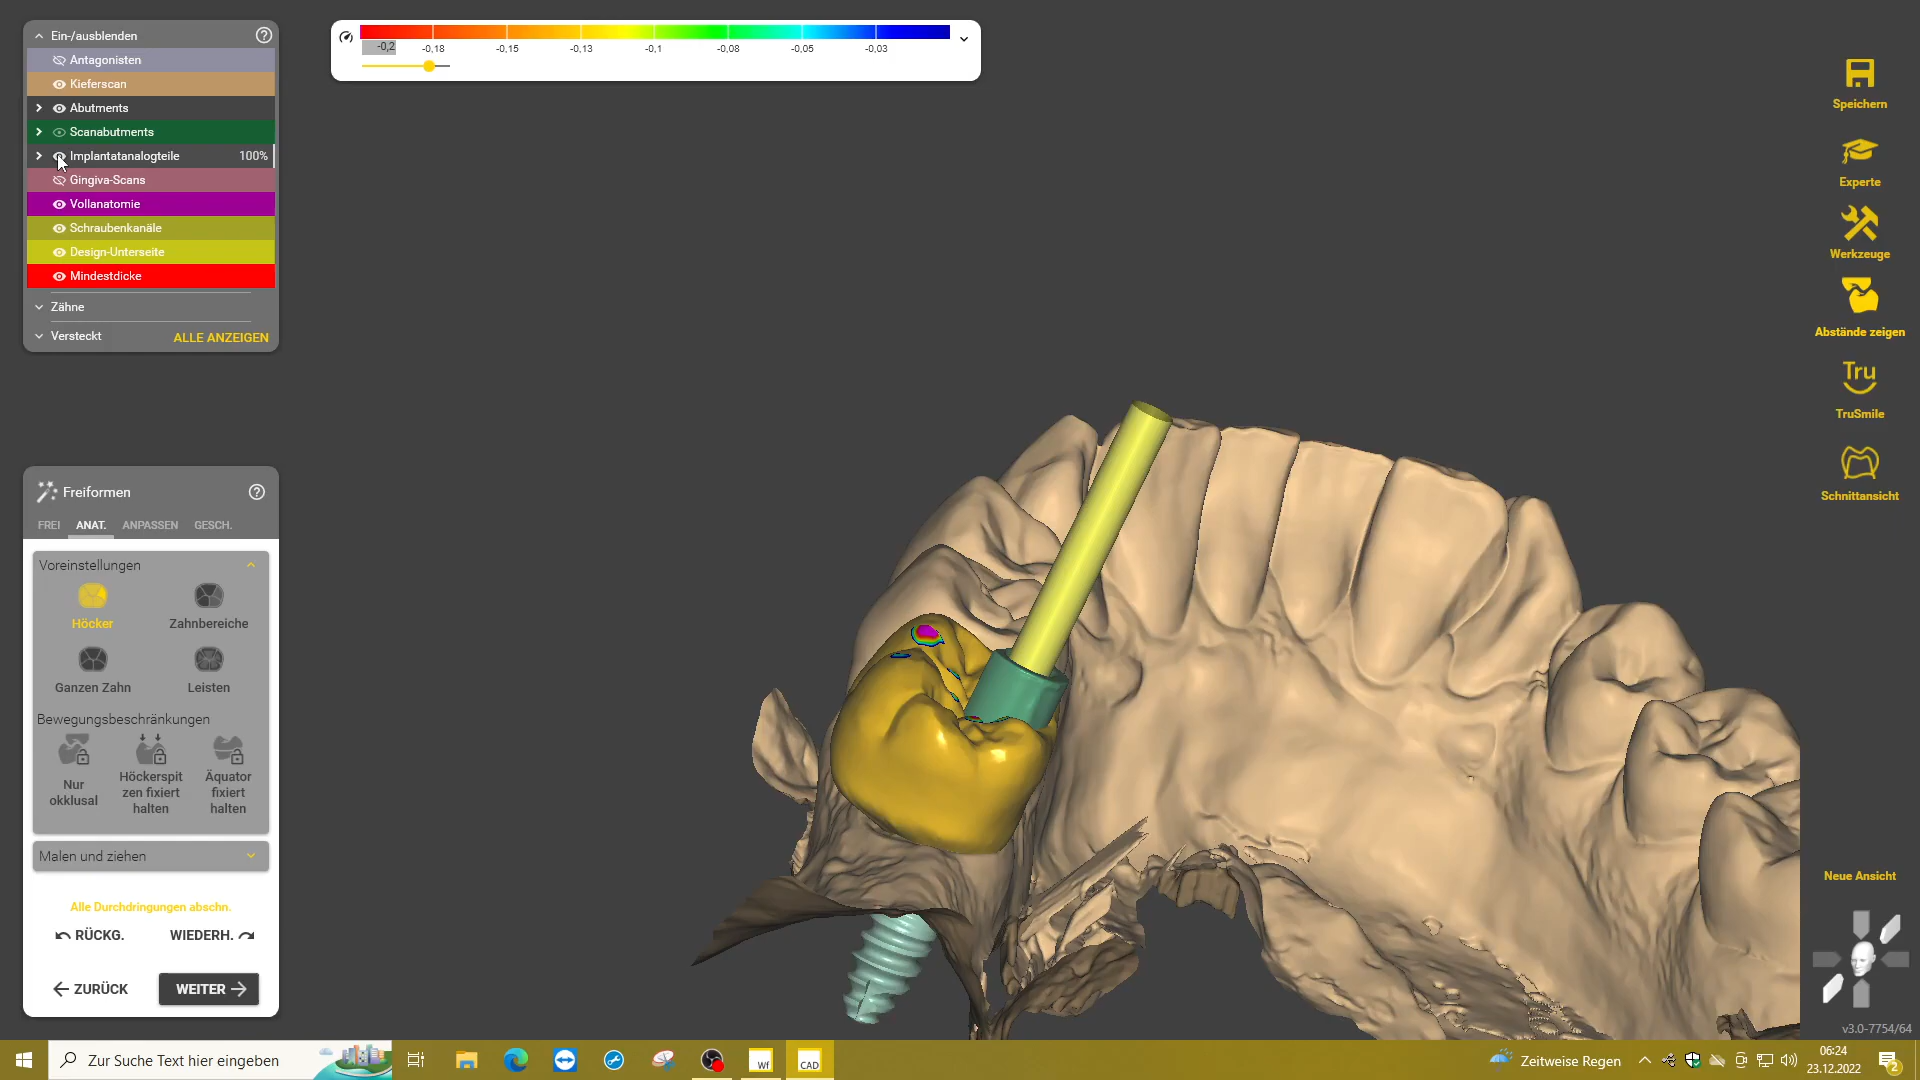 Ein-/ausblenden
Antagonisten
Kieferscan
Abutments
Scanabutments
Implantatanalogteile 100%
Gingiva-Scans
Vollanatomie
Schraubenkanäle
Design-Unterseite
Mindestdicke
Zähne
Versteckt ALLE ANZEIGEN
-0,2 -0,18 -0,15 -0,13 -0,1 -0,08 -0,05 -0,03
Speichern
Experte
Werkzeuge
Abstände zeigen
Tru
TruSmile
Schnittansicht
Freiformen
FREI ANAT. ANPASSEN GESCH.
Voreinstellungen
Höcker Zahnbereiche
Ganzen Zahn Leisten
Bewegungsbeschränkungen
Nur
okklusal
Höckerspit
zen fixiert
halten
Äquator
fixiert
halten
Malen und ziehen
Alle Durchdringungen abschn.
RÜCKG. WIEDERH.
ZURÜCK WEITER
Neue Ansicht
v3.0-7754/64
Zur Suche Text hier eingeben
Wf
CAD
Zeitweise Regen
06:24
23.12.2022
2